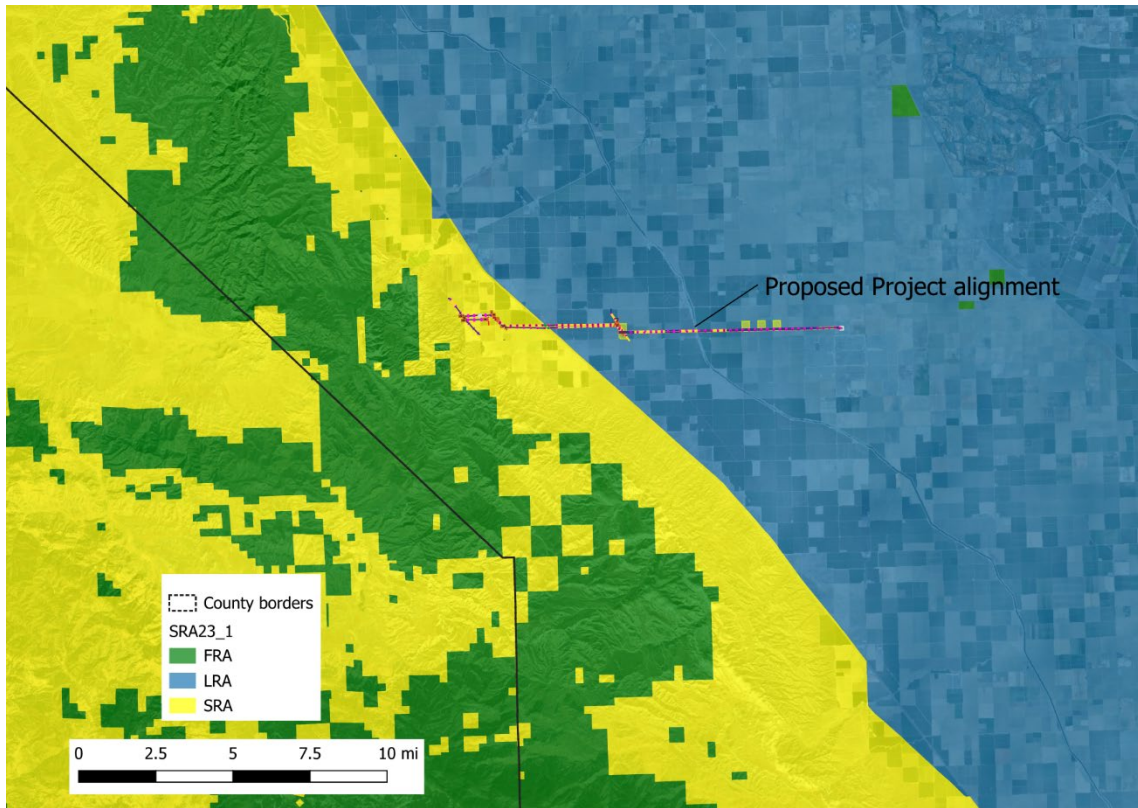 Proposed Project alignment
County borders
SRA23_1
FRA
LRA
SRA
0 2.5 5 7.5 10 mi